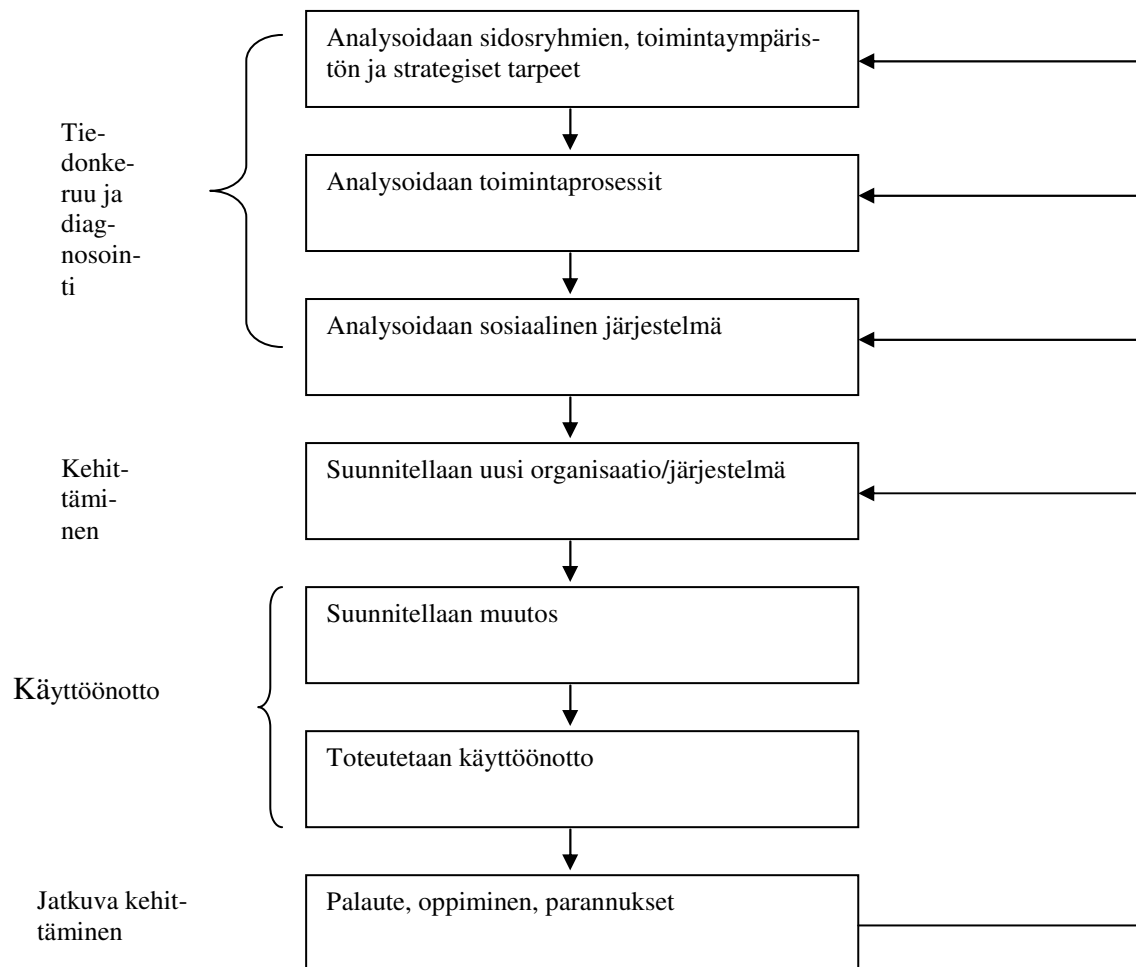 Analysoidaan sidosryhmien, toimintaympäris-
tön ja strategiset tarpeet
Tie-
donke-
ruu ja
diag-
nosoin-
ti
Analysoidaan toimintaprosessit
Analysoidaan sosiaalinen järjestelmä
Kehit-
tämi-
nen
Suunnitellaan uusi organisaatio/järjestelmä
Suunnitellaan muutos
Käyttöönotto
Toteutetaan käyttöönotto
Jatkuva kehit-
täminen
Palaute, oppiminen, parannukset